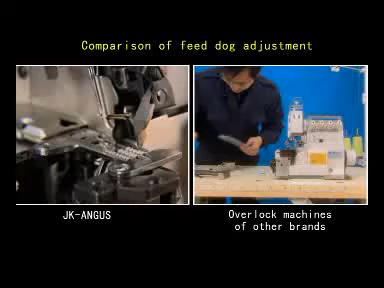 Comparison of feed dog adjustment
JK-ANGUS
Overlock machines
of other brands